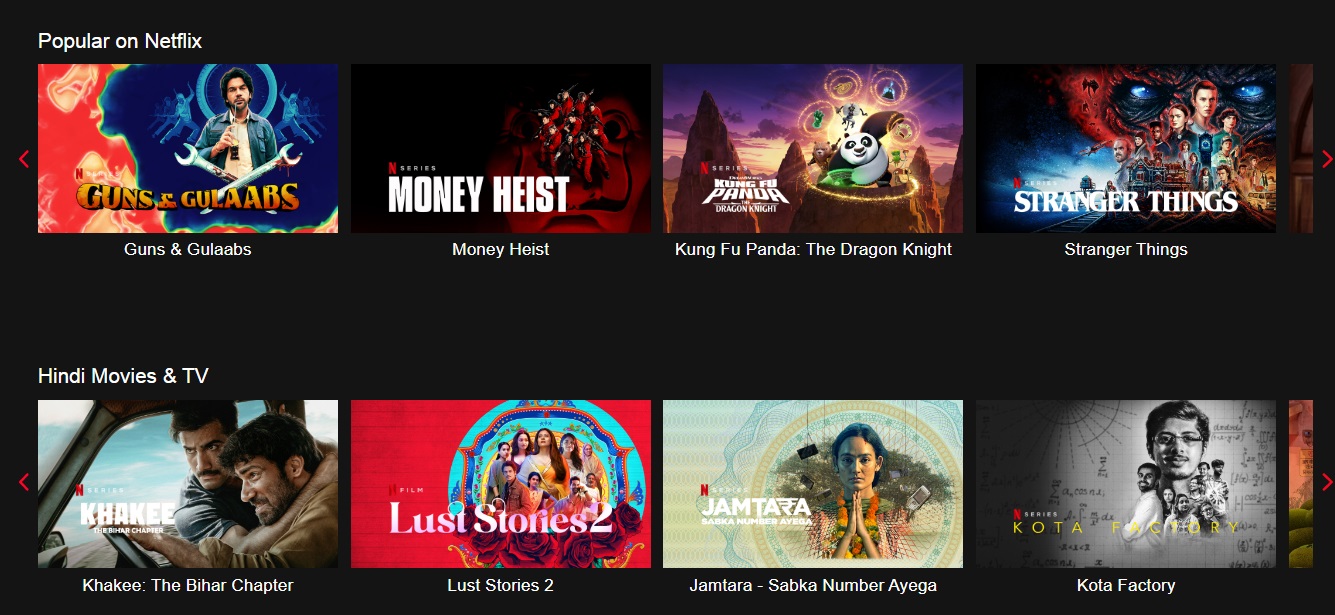 Popular on Netflix
N SERIES
GUNS & GULAABS
N SERIES
MONEY HEIST
N SERIES
DREAMWORKS
KUNG FU
PANDA
THE
DRAGON KNIGHT
N SERIES
STRANGER THINGS
Guns & Gulaabs
Money Heist
Kung Fu Panda: The Dragon Knight
Stranger Things
Hindi Movies & TV
N SERIES
KHAKEE
THE BIHAR CHAPTER
N FILM
Lust Stories 2
N SERIES
JAMTARA
SABKA NUMBER AYEGA
N SERIES
KOTA FACTORY
Khakee: The Bihar Chapter
Lust Stories 2
Jamtara - Sabka Number Ayega
Kota Factory